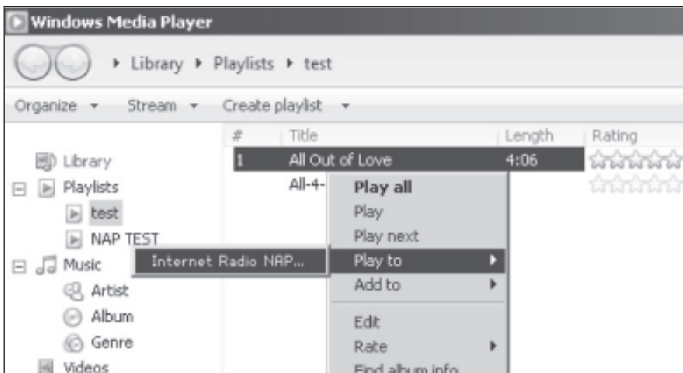 Windows Media Player
Library Playlists test
Organize Stream Create playlist
# Title Length Rating
Library
1 All Out of Love 4:06
Playlists
All-4-
test
NAP TEST
Music
Artist
Album
Genre
Videos
Play all
Play
Play next
Play to
Internet Radio NAP...
Add to
Edit
Rate
Find album info